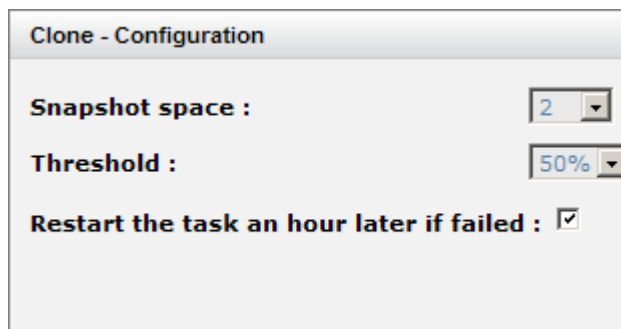 Clone - Configuration
Snapshot space : 2
Threshold : 50%
Restart the task an hour later if failed :